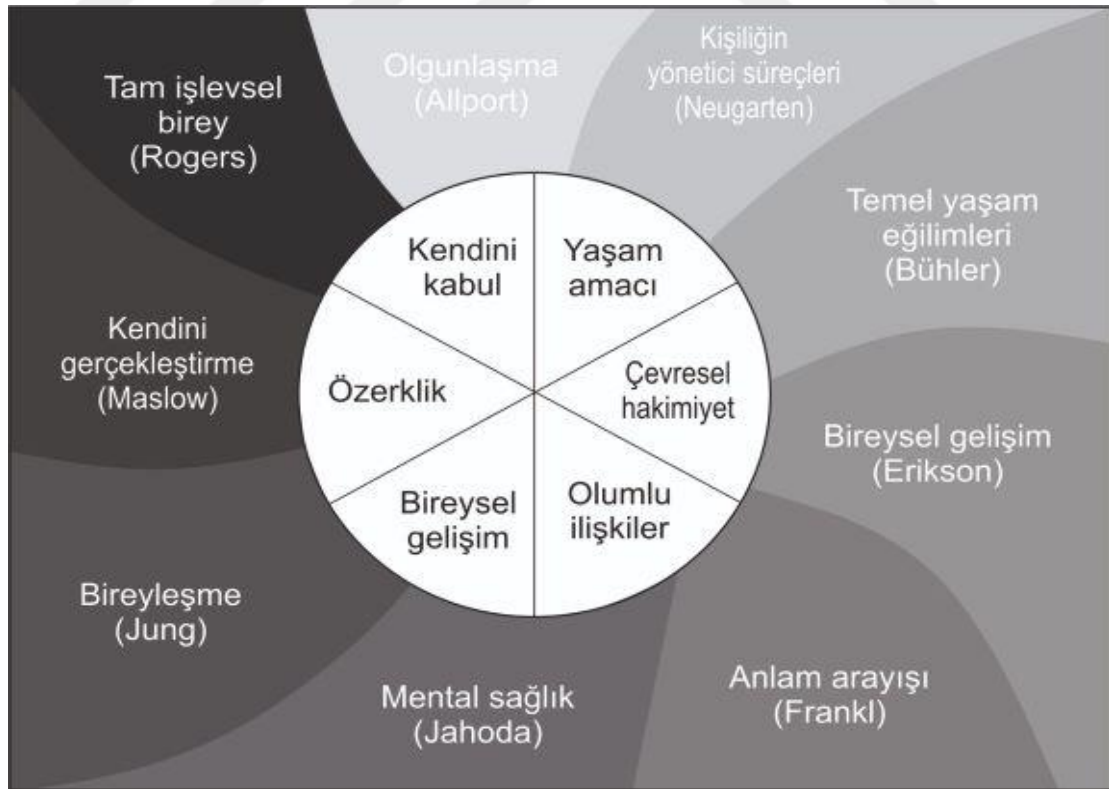 Tam işlevsel
birey
(Rogers)
Olgunlaşma
(Allport)
Kişiliğin
yönetici süreçleri
(Neugarten)
Temel yaşam
eğilimleri
(Bühler)
Bireysel gelişim
(Erikson)
Anlam arayışı
(Frankl)
Mental sağlık
(Jahoda)
Bireyleşme
(Jung)
Kendini
gerçekleştirme
(Maslow)
Kendini
kabul
Yaşam
amacı
Çevresel
hakimiyet
Olumlu
ilişkiler
Bireysel
gelişim
Özerklik